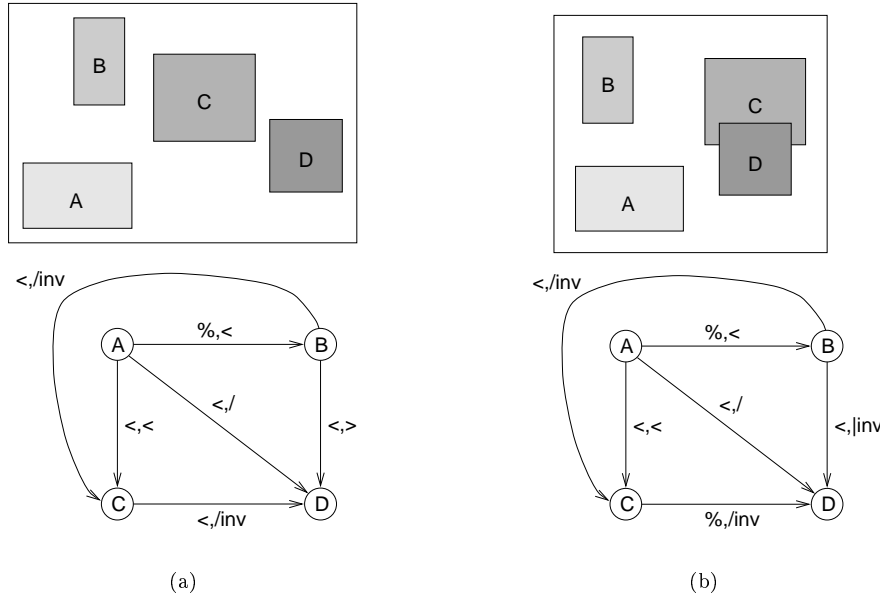 B
C
D
A
<,/inv
A
%,<
B
<,/
<,<
<,>
C
<,/inv
D
(a)
B
C
D
A
<,/inv
A
%,<
B
<,/
<,<
<,|inv
C
%,/inv
D
(b)